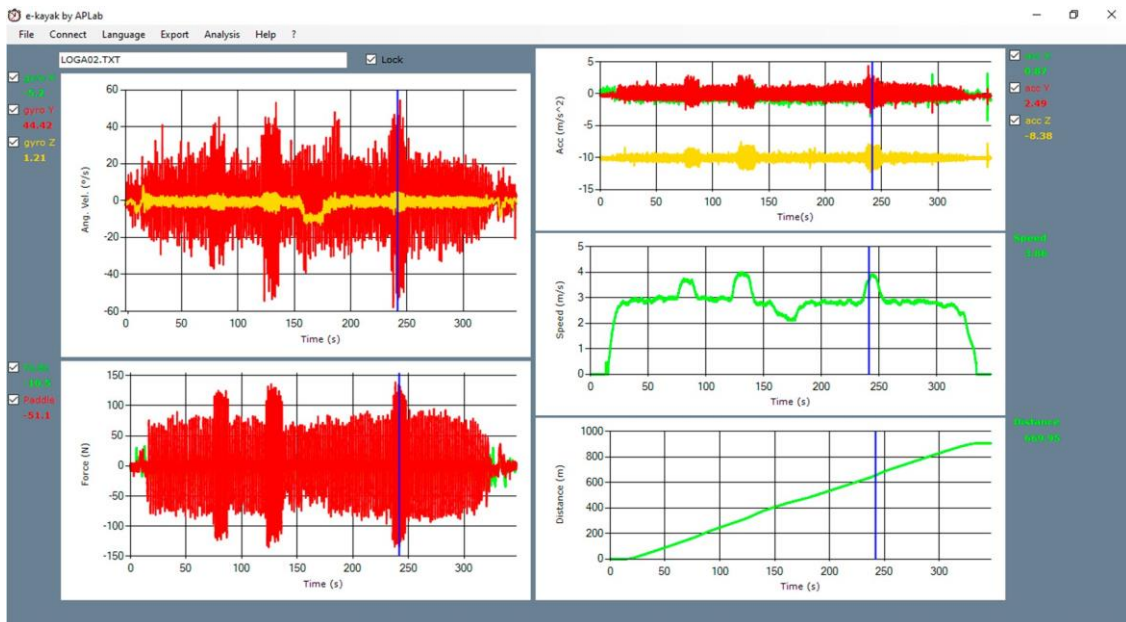 e-kayak by APLab
File Connect Language Export Analysis Help ?
LOGA02.TXT
Lock
gyro Y
44.42
gyro Z
1.21
60
40
20
0
-20
-40
-60
Ang. Vel. (º/s)
0 50 100 150 200 250 300
Time (s)
Paddle
-51.1
150
100
50
0
-50
-100
-150
Force (N)
0 50 100 150 200 250 300
Time (s)
5
0
-5
-10
-15
Acc (m/s^2)
0 50 100 150 200 250 300
Time(s)
acc Y
2.49
acc Z
-8.38
5
4
3
2
1
0
Speed (m/s)
0 50 100 150 200 250 300
Time (s)
Speed
1000
800
600
400
200
0
Distance (m)
0 50 100 150 200 250 300
Time (s)
Distance
669.95